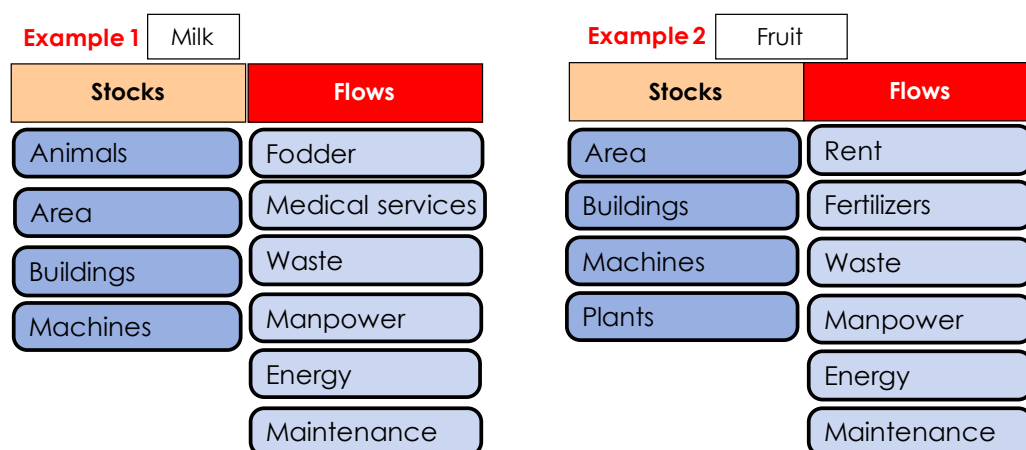 Example 1 Milk
Stocks Flows
Animals Fodder
Area Medical services
Buildings Waste
Machines Manpower
Energy
Maintenance
Example 2 Fruit
Stocks Flows
Area Rent
Buildings Fertilizers
Machines Waste
Plants Manpower
Energy
Maintenance